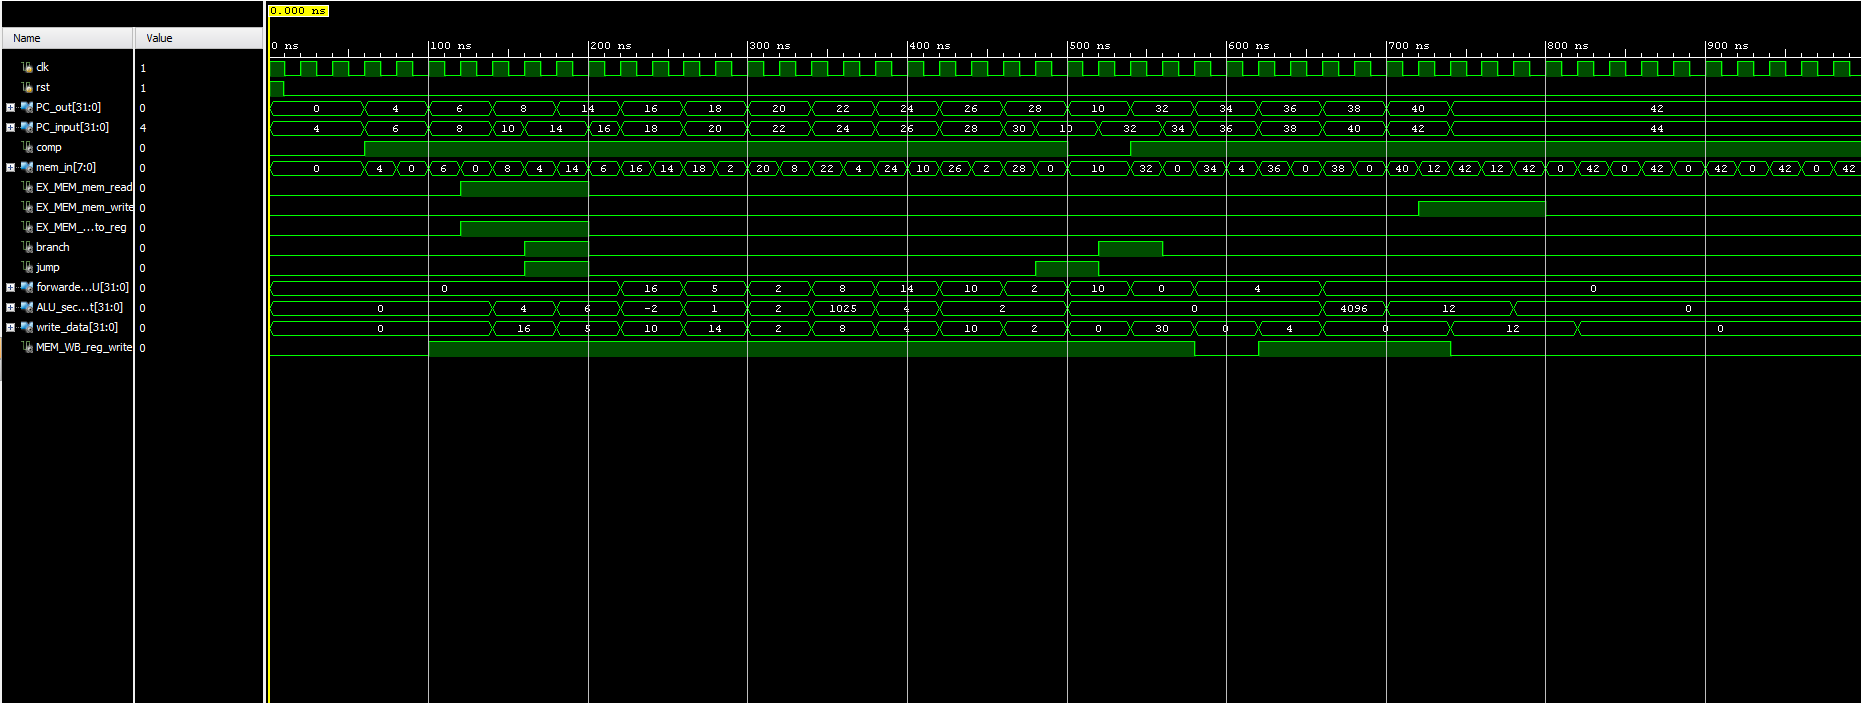 0.000 ns
Name Value
0 ns 100 ns 200 ns 300 ns 400 ns 500 ns 600 ns 700 ns 800 ns 900 ns
clk 1
rst 1
PC_out[31:0] 0 0 4 6 8 14 16 18 20 22 24 26 28 10 32 34 36 38 40 42
PC_input[31:0] 4 4 6 8 10 14 16 18 20 22 24 26 28 30 10 32 34 36 38 40 42 44
comp 0
mem_in[7:0] 0 0 4 0 6 0 8 4 14 6 16 14 18 2 20 8 22 4 24 10 26 2 28 0 10 32 0 34 4 36 0 38 0 40 12 42 12 42 0 42 0 42 0 42 0 42 0 42
EX_MEM_mem_read 0
EX_MEM_mem_write 0
EX_MEM_...to_reg 0
branch 0
jump 0
forwarde...U[31:0] 0 0 16 5 2 8 14 10 2 10 0 4 0
ALU_sec...t[31:0] 0 0 4 6 -2 1 2 1025 4 2 0 4096 12 0
write_data[31:0] 0 0 16 5 10 14 2 8 4 10 2 0 30 0 4 0 12 0
MEM_WB_reg_write 0